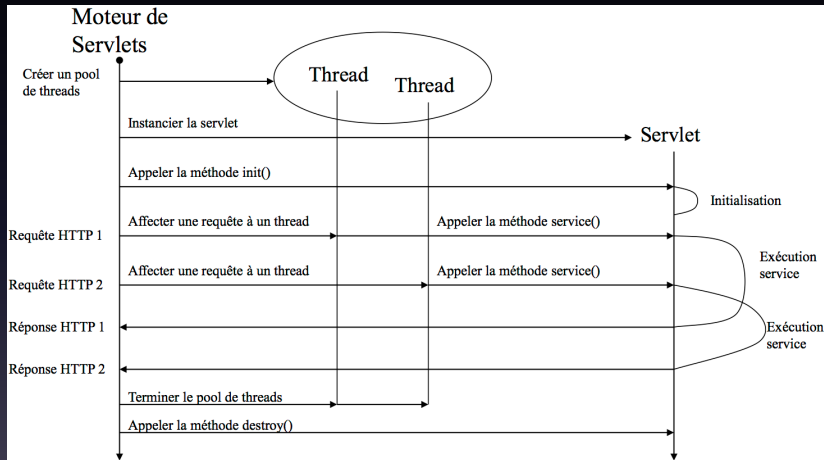 Moteur de
Servlets
Créer un pool
de threads
Thread
Thread
Instancier la servlet
Servlet
Appeler la méthode init()
Initialisation
Requête HTTP 1
Affecter une requête à un thread
Appeler la méthode service()
Exécution
service
Requête HTTP 2
Affecter une requête à un thread
Appeler la méthode service()
Réponse HTTP 1
Exécution
service
Réponse HTTP 2
Terminer le pool de threads
Appeler la méthode destroy()